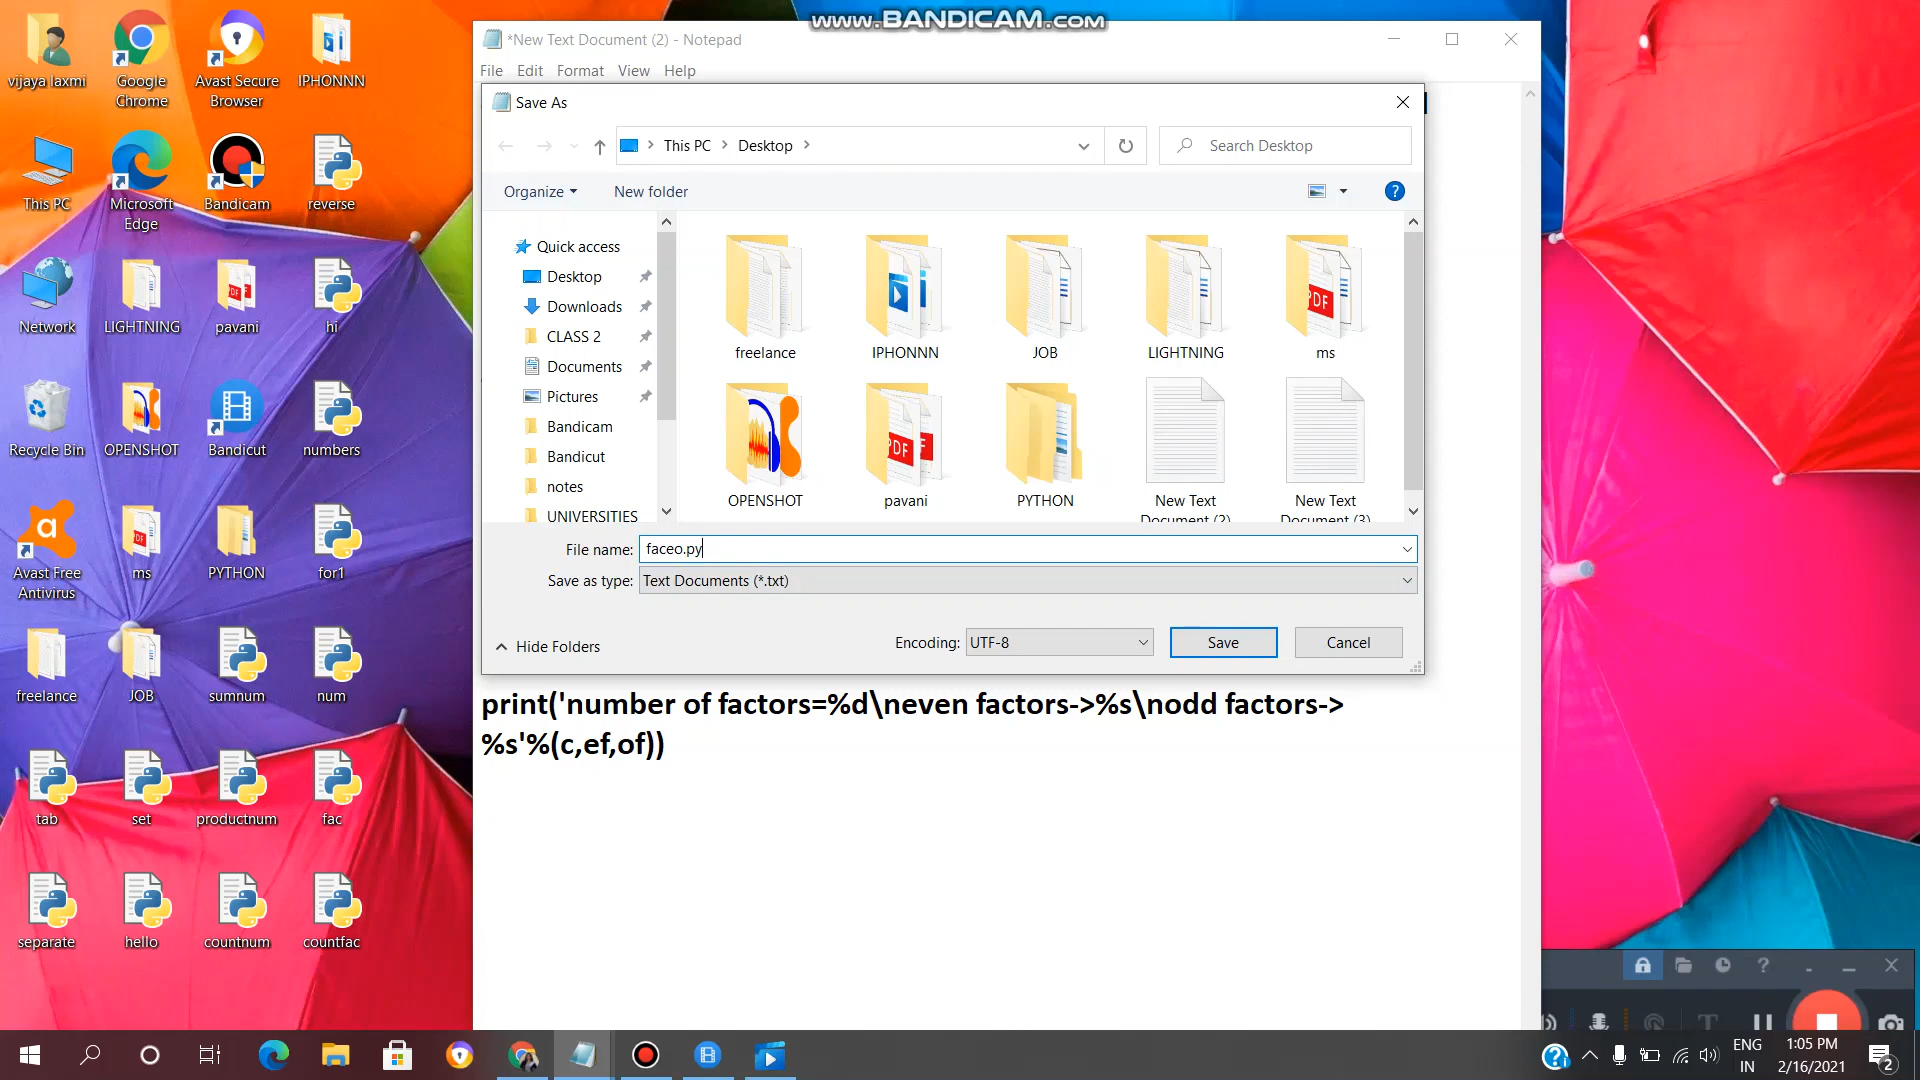 www.BANDICAM.com
vijaya laxmi
Google Chrome
Avast Secure Browser
IPHONNN
This PC
Microsoft Edge
Bandicam
reverse
Network
LIGHTNING
pavani
hi
Recycle Bin
OPENSHOT
Bandicut
numbers
Avast Free Antivirus
ms
PYTHON
for1
freelance
JOB
sumnum
num
tab
set
productnum
fac
separate
hello
countnum
countfac
*New Text Document (2) - Notepad
File Edit Format View Help
Save As
This PC > Desktop >
Search Desktop
Organize
New folder
Quick access
Desktop
Downloads
CLASS 2
Documents
Pictures
Bandicam
Bandicut
notes
UNIVERSITIES
freelance
IPHONNN
JOB
LIGHTNING
ms
OPENSHOT
pavani
PYTHON
New Text Document (2)
New Text Document (3)
File name: faceo.py
Save as type: Text Documents (*.txt)
Hide Folders
Encoding: UTF-8
Save
Cancel
print('number of factors=%d\neven factors->%s\nodd factors->
%s'%(c,ef,of))
ENG
IN
1:05 PM
2/16/2021
2